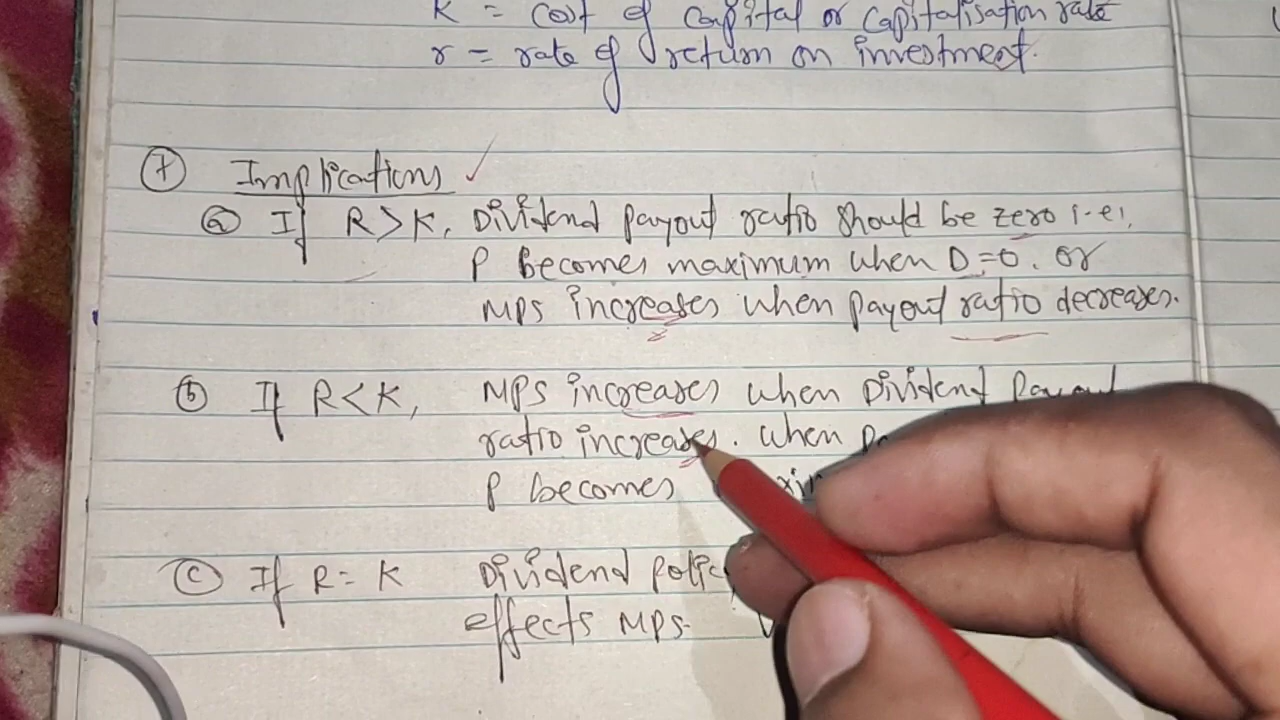 K = cost of capital or capitalisation rate
r = rate of return on investment.
7 Implications ✓
a If R > K, Dividend payout ratio should be zero i.e.,
P becomes maximum when D=0. or
MPS increases when payout ratio decreases.
b If R < K, MPS increases when Dividend
ratio increases. when
P becomes
c If R = K Dividend
effects MPS.